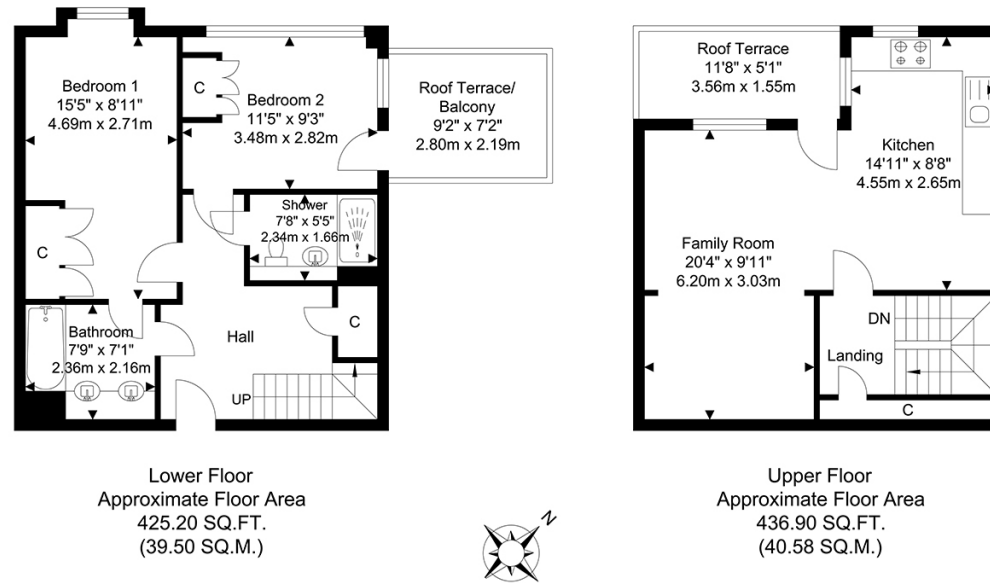 Bedroom 1
15'5" x 8'11"
4.69m x 2.71m
C
Bedroom 2
11'5" x 9'3"
3.48m x 2.82m
Roof Terrace/
Balcony
9'2" x 7'2"
2.80m x 2.19m
C
Shower
7'8" x 5'5"
2.34m x 1.66m
Bathroom
7'9" x 7'1"
2.36m x 2.16m
Hall
C
UP
Lower Floor
Approximate Floor Area
425.20 SQ.FT.
(39.50 SQ.M.)
N
Roof Terrace
11'8" x 5'1"
3.56m x 1.55m
Kitchen
14'11" x 8'8"
4.55m x 2.65m
Family Room
20'4" x 9'11"
6.20m x 3.03m
DN
Landing
C
Upper Floor
Approximate Floor Area
436.90 SQ.FT.
(40.58 SQ.M.)